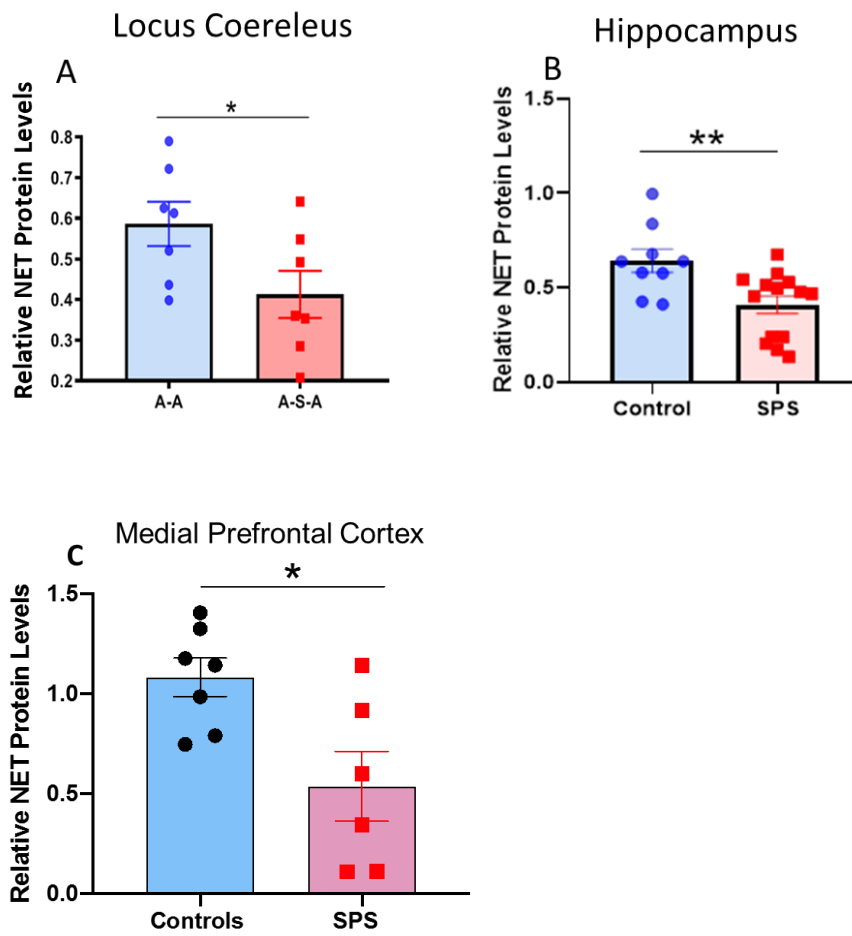 Locus Coereleus
A
*
Relative NET Protein Levels
0.8
0.7
0.6
0.5
0.4
0.3
0.2
A-A
A-S-A
Hippocampus
B
**
Relative NET Protein Levels
1.5
1.0
0.5
0.0
Control
SPS
Medial Prefrontal Cortex
C
*
Relative NET Protein Levels
1.5
1.0
0.5
0.0
Controls
SPS